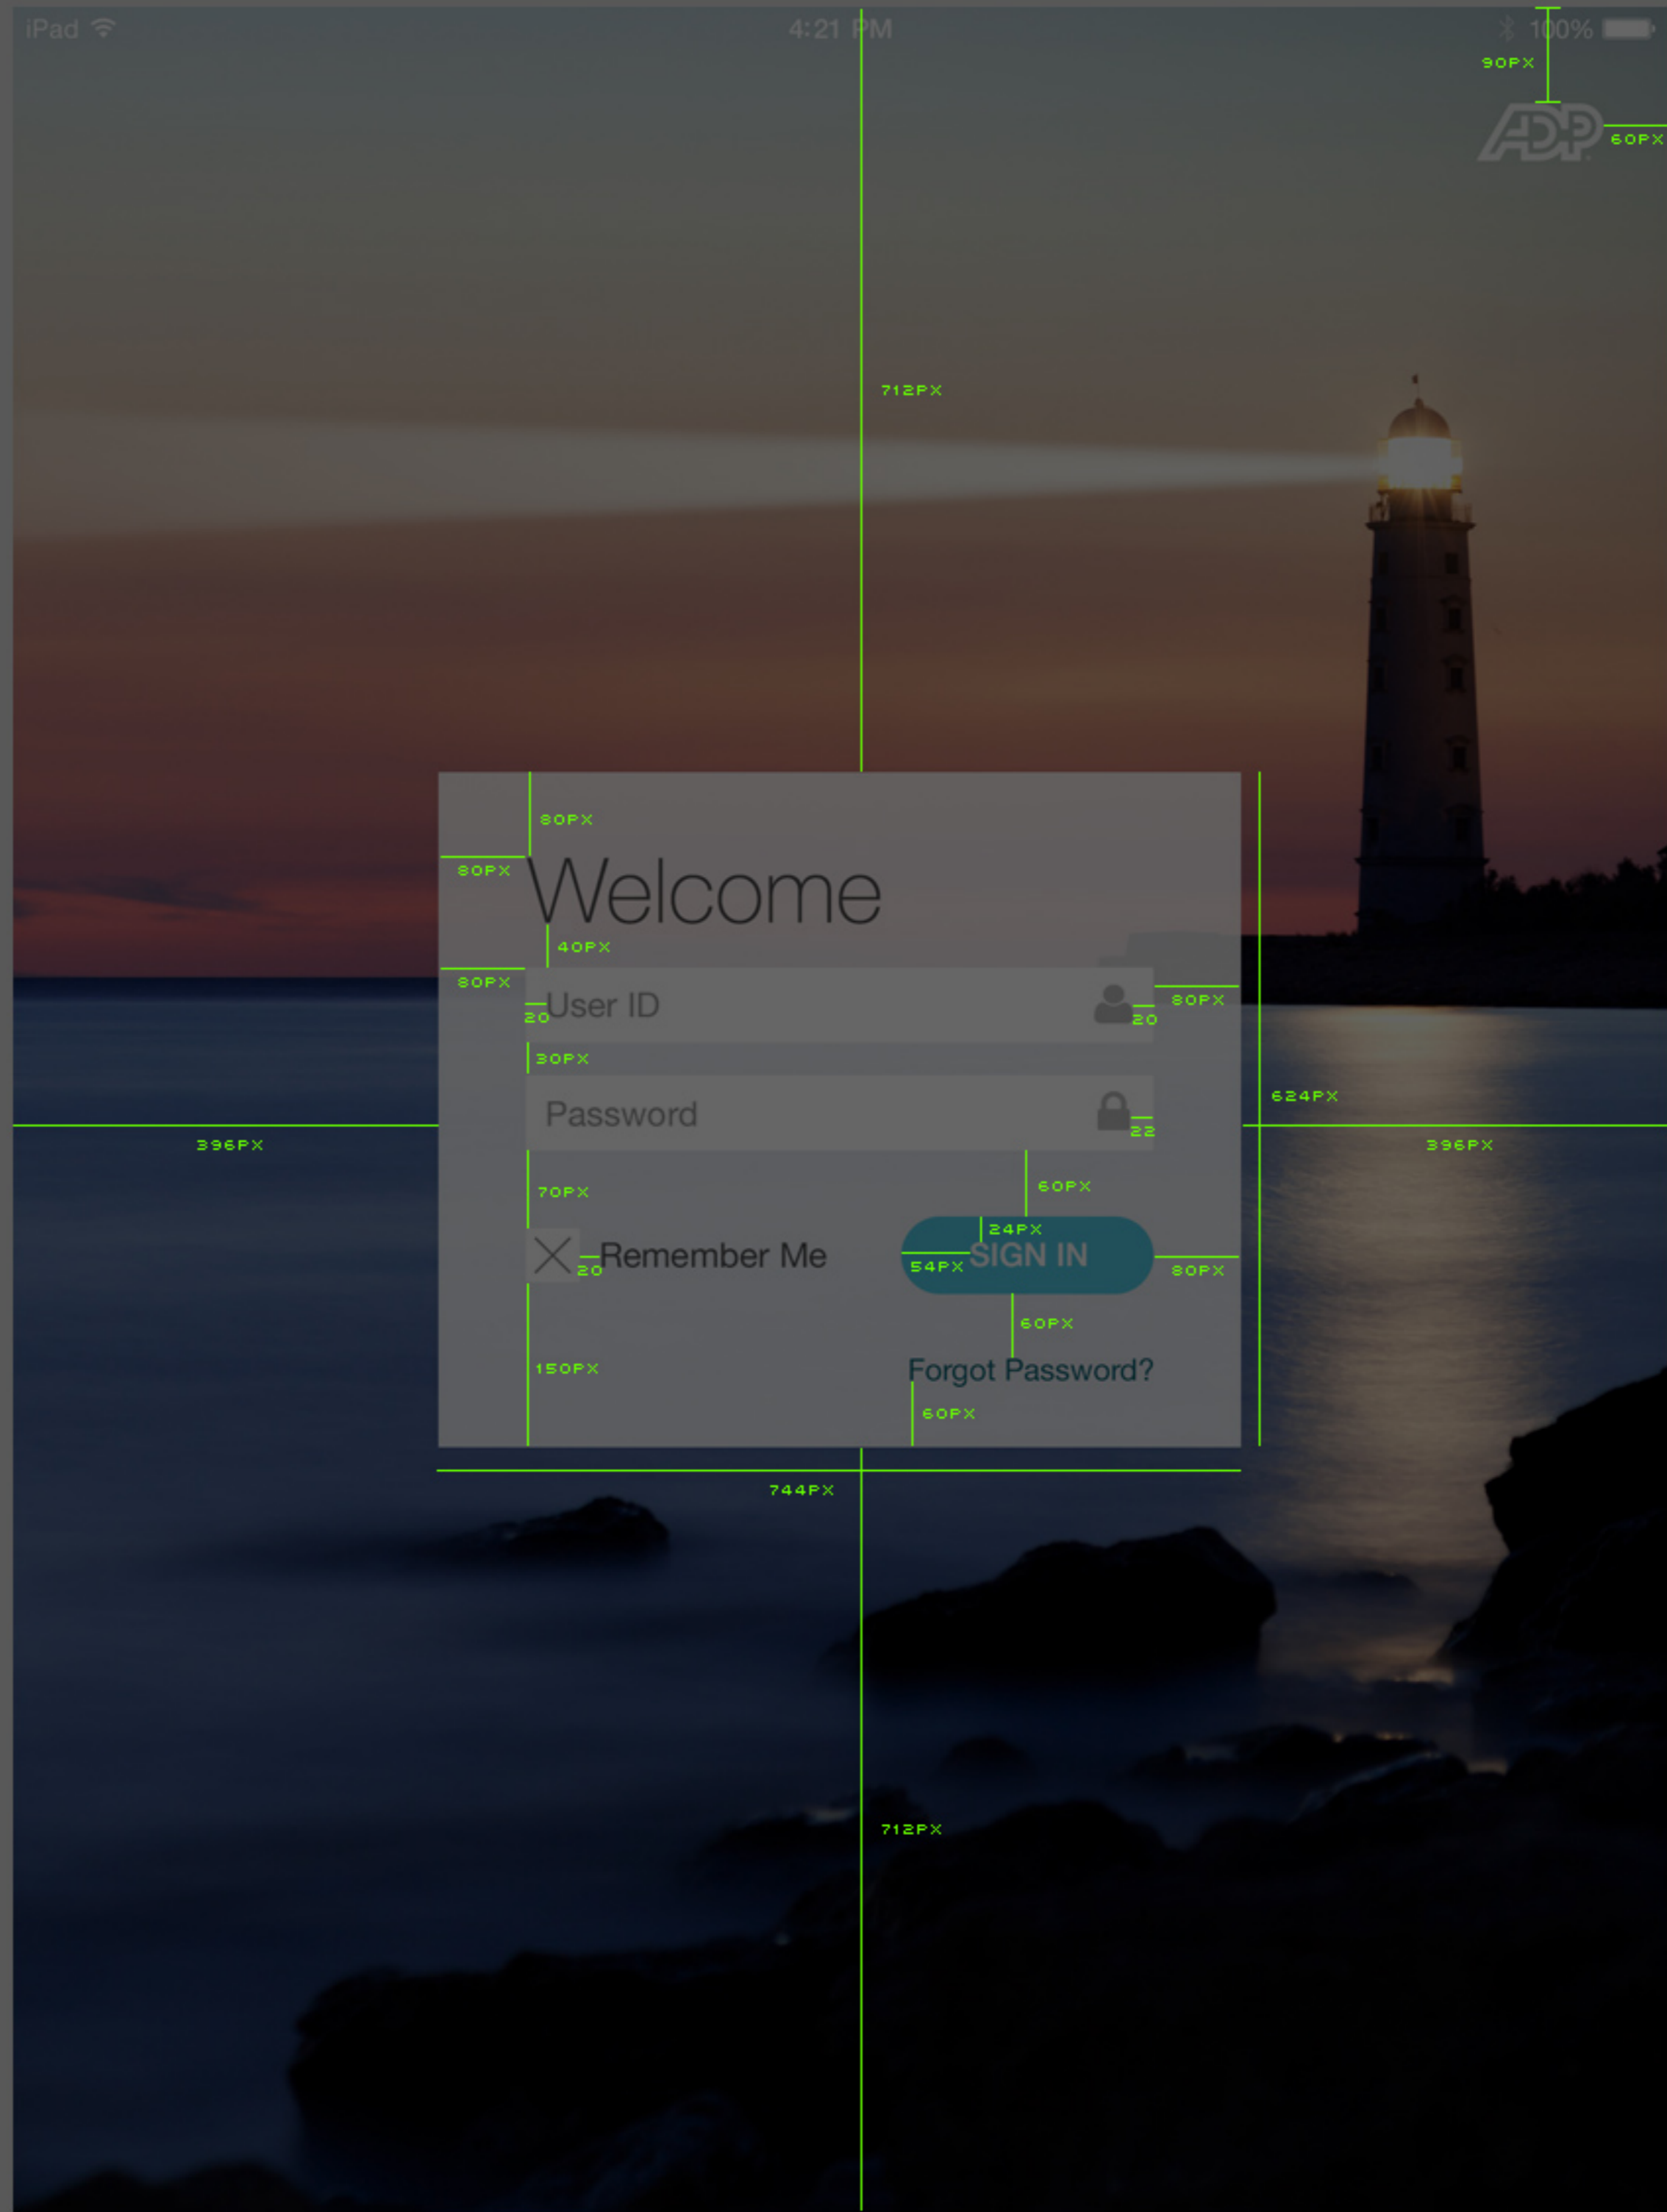 iPad 4:21 PM 100%
90PX
ADP
60PX
712PX
80PX
80PX
Welcome
40PX
80PX
80PX
User ID
20
20
30PX
624PX
Password
22
396PX
396PX
70PX
60PX
24PX
Remember Me
SIGN IN
20
54PX
80PX
60PX
150PX
Forgot Password?
60PX
744PX
712PX